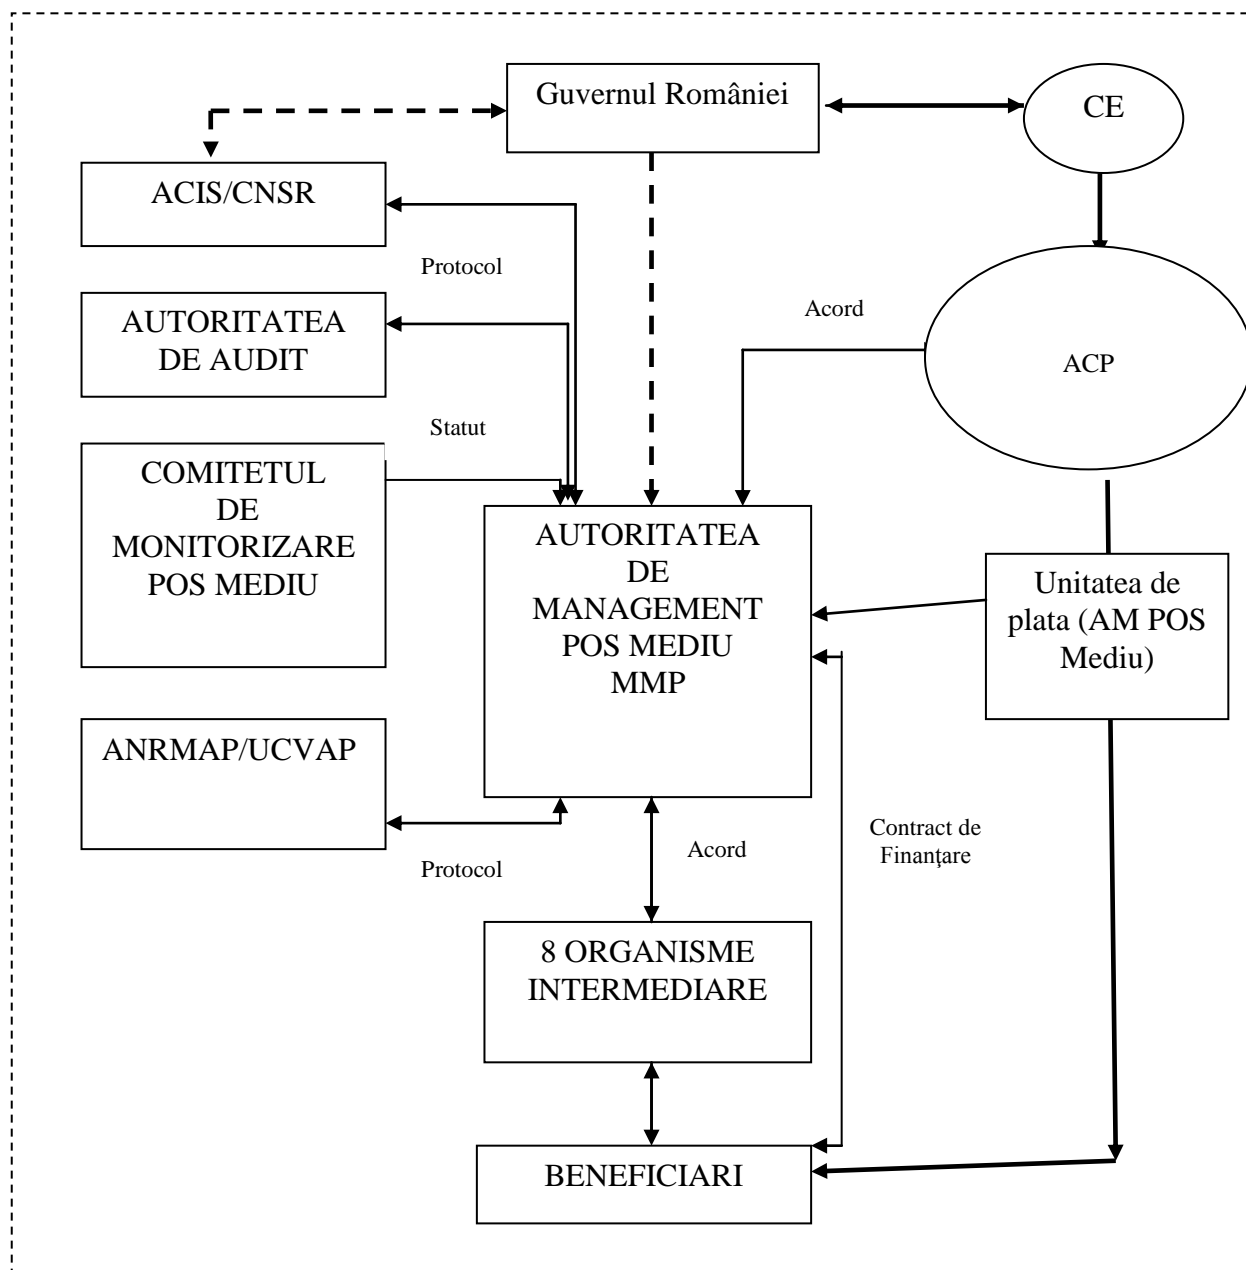 Guvernul României
CE
ACIS/CNSR
Protocol
AUTORITATEA
DE AUDIT
Acord
ACP
Statut
COMITETUL
DE
MONITORIZARE
POS MEDIU
AUTORITATEA
DE
MANAGEMENT
POS MEDIU
MMP
Unitatea de
plata (AM POS
Mediu)
ANRMAP/UCVAP
Protocol
Acord
Contract de
Finanţare
8 ORGANISME
INTERMEDIARE
BENEFICIARI